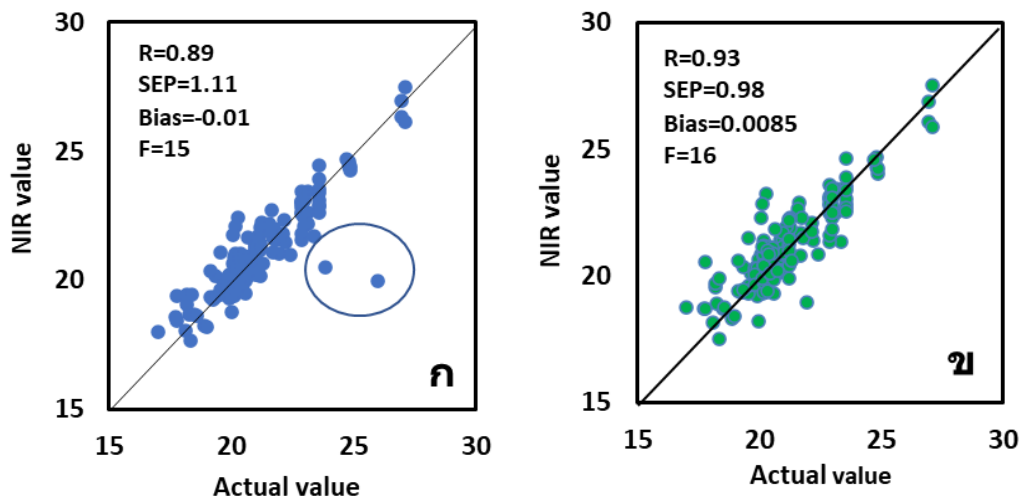 30
25
20
15
NIR value
R=0.89
SEP=1.11
Bias=-0.01
F=15
ก
15
20
25
30
Actual value
30
25
20
15
NIR value
R=0.93
SEP=0.98
Bias=0.0085
F=16
ข
15
20
25
30
Actual value